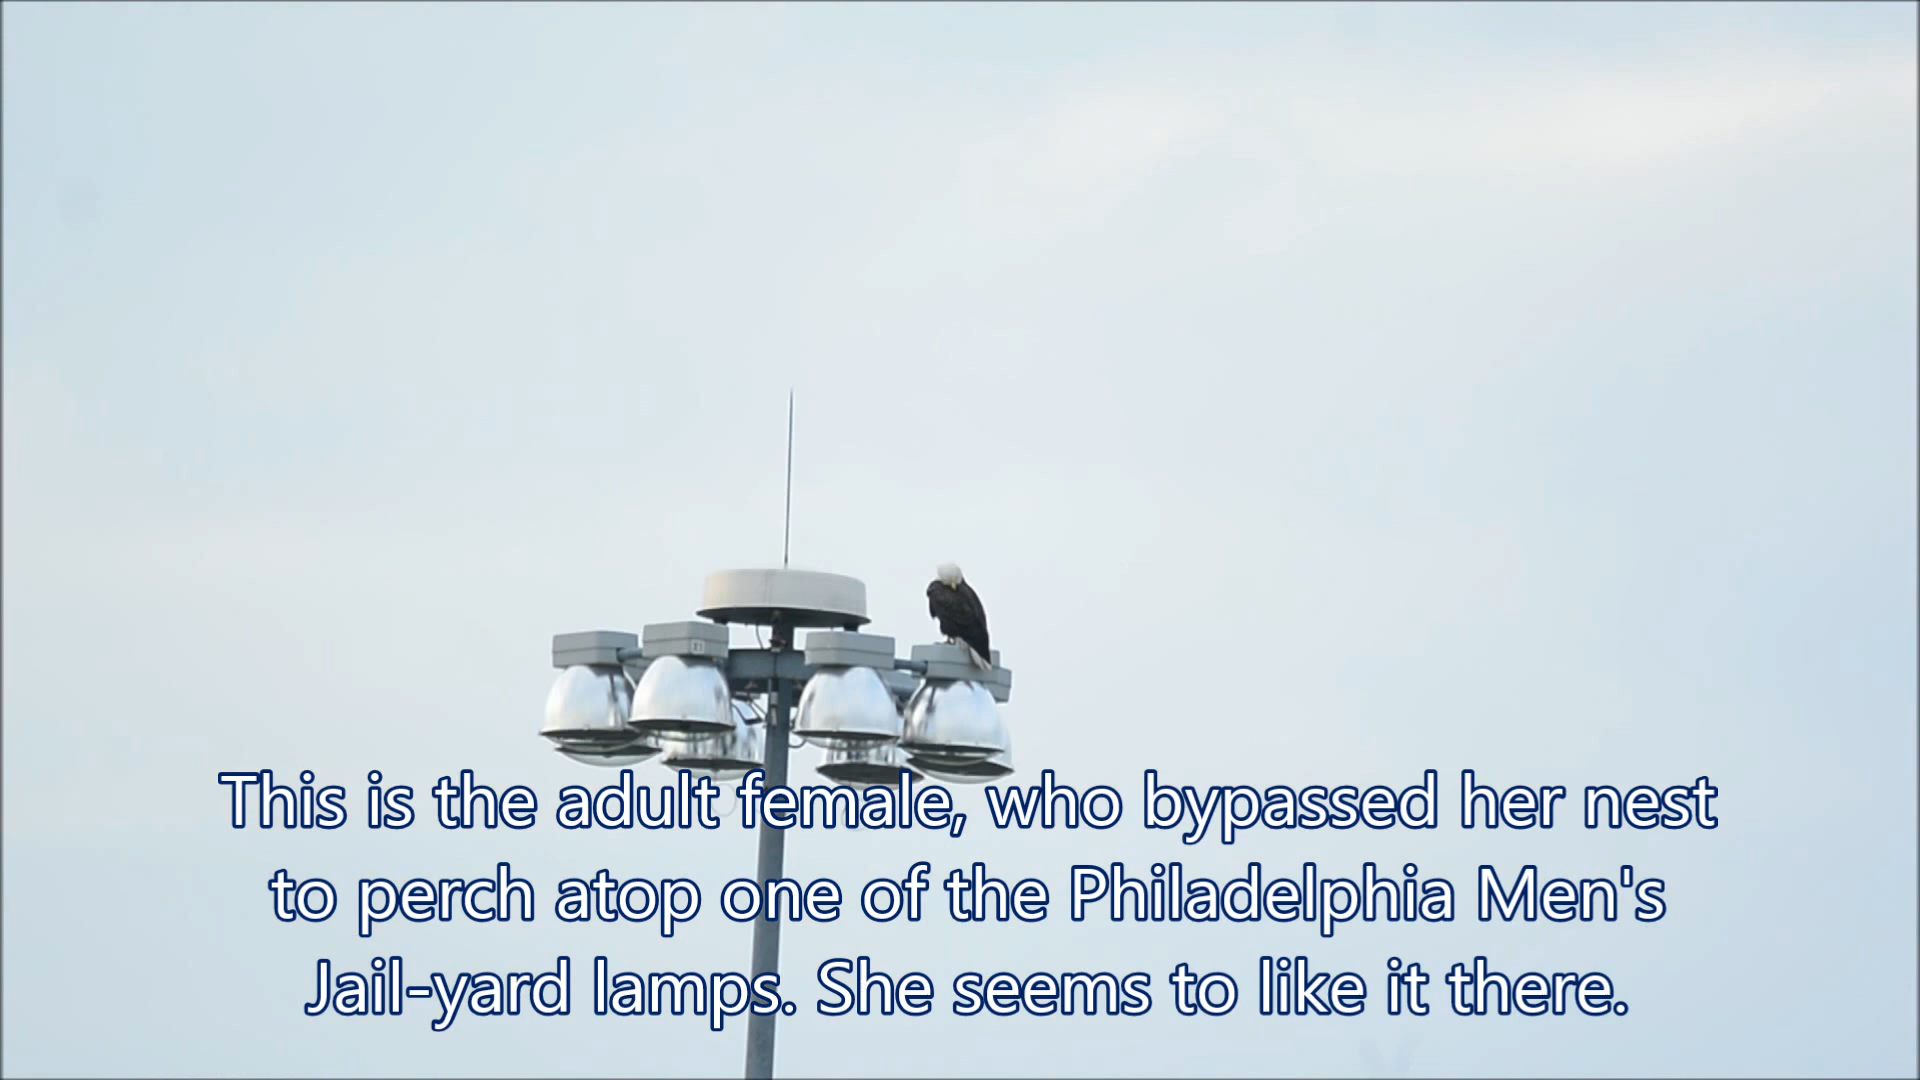 This is the adult female, who bypassed her nest
to perch atop one of the Philadelphia Men's
Jail-yard lamps. She seems to like it there.